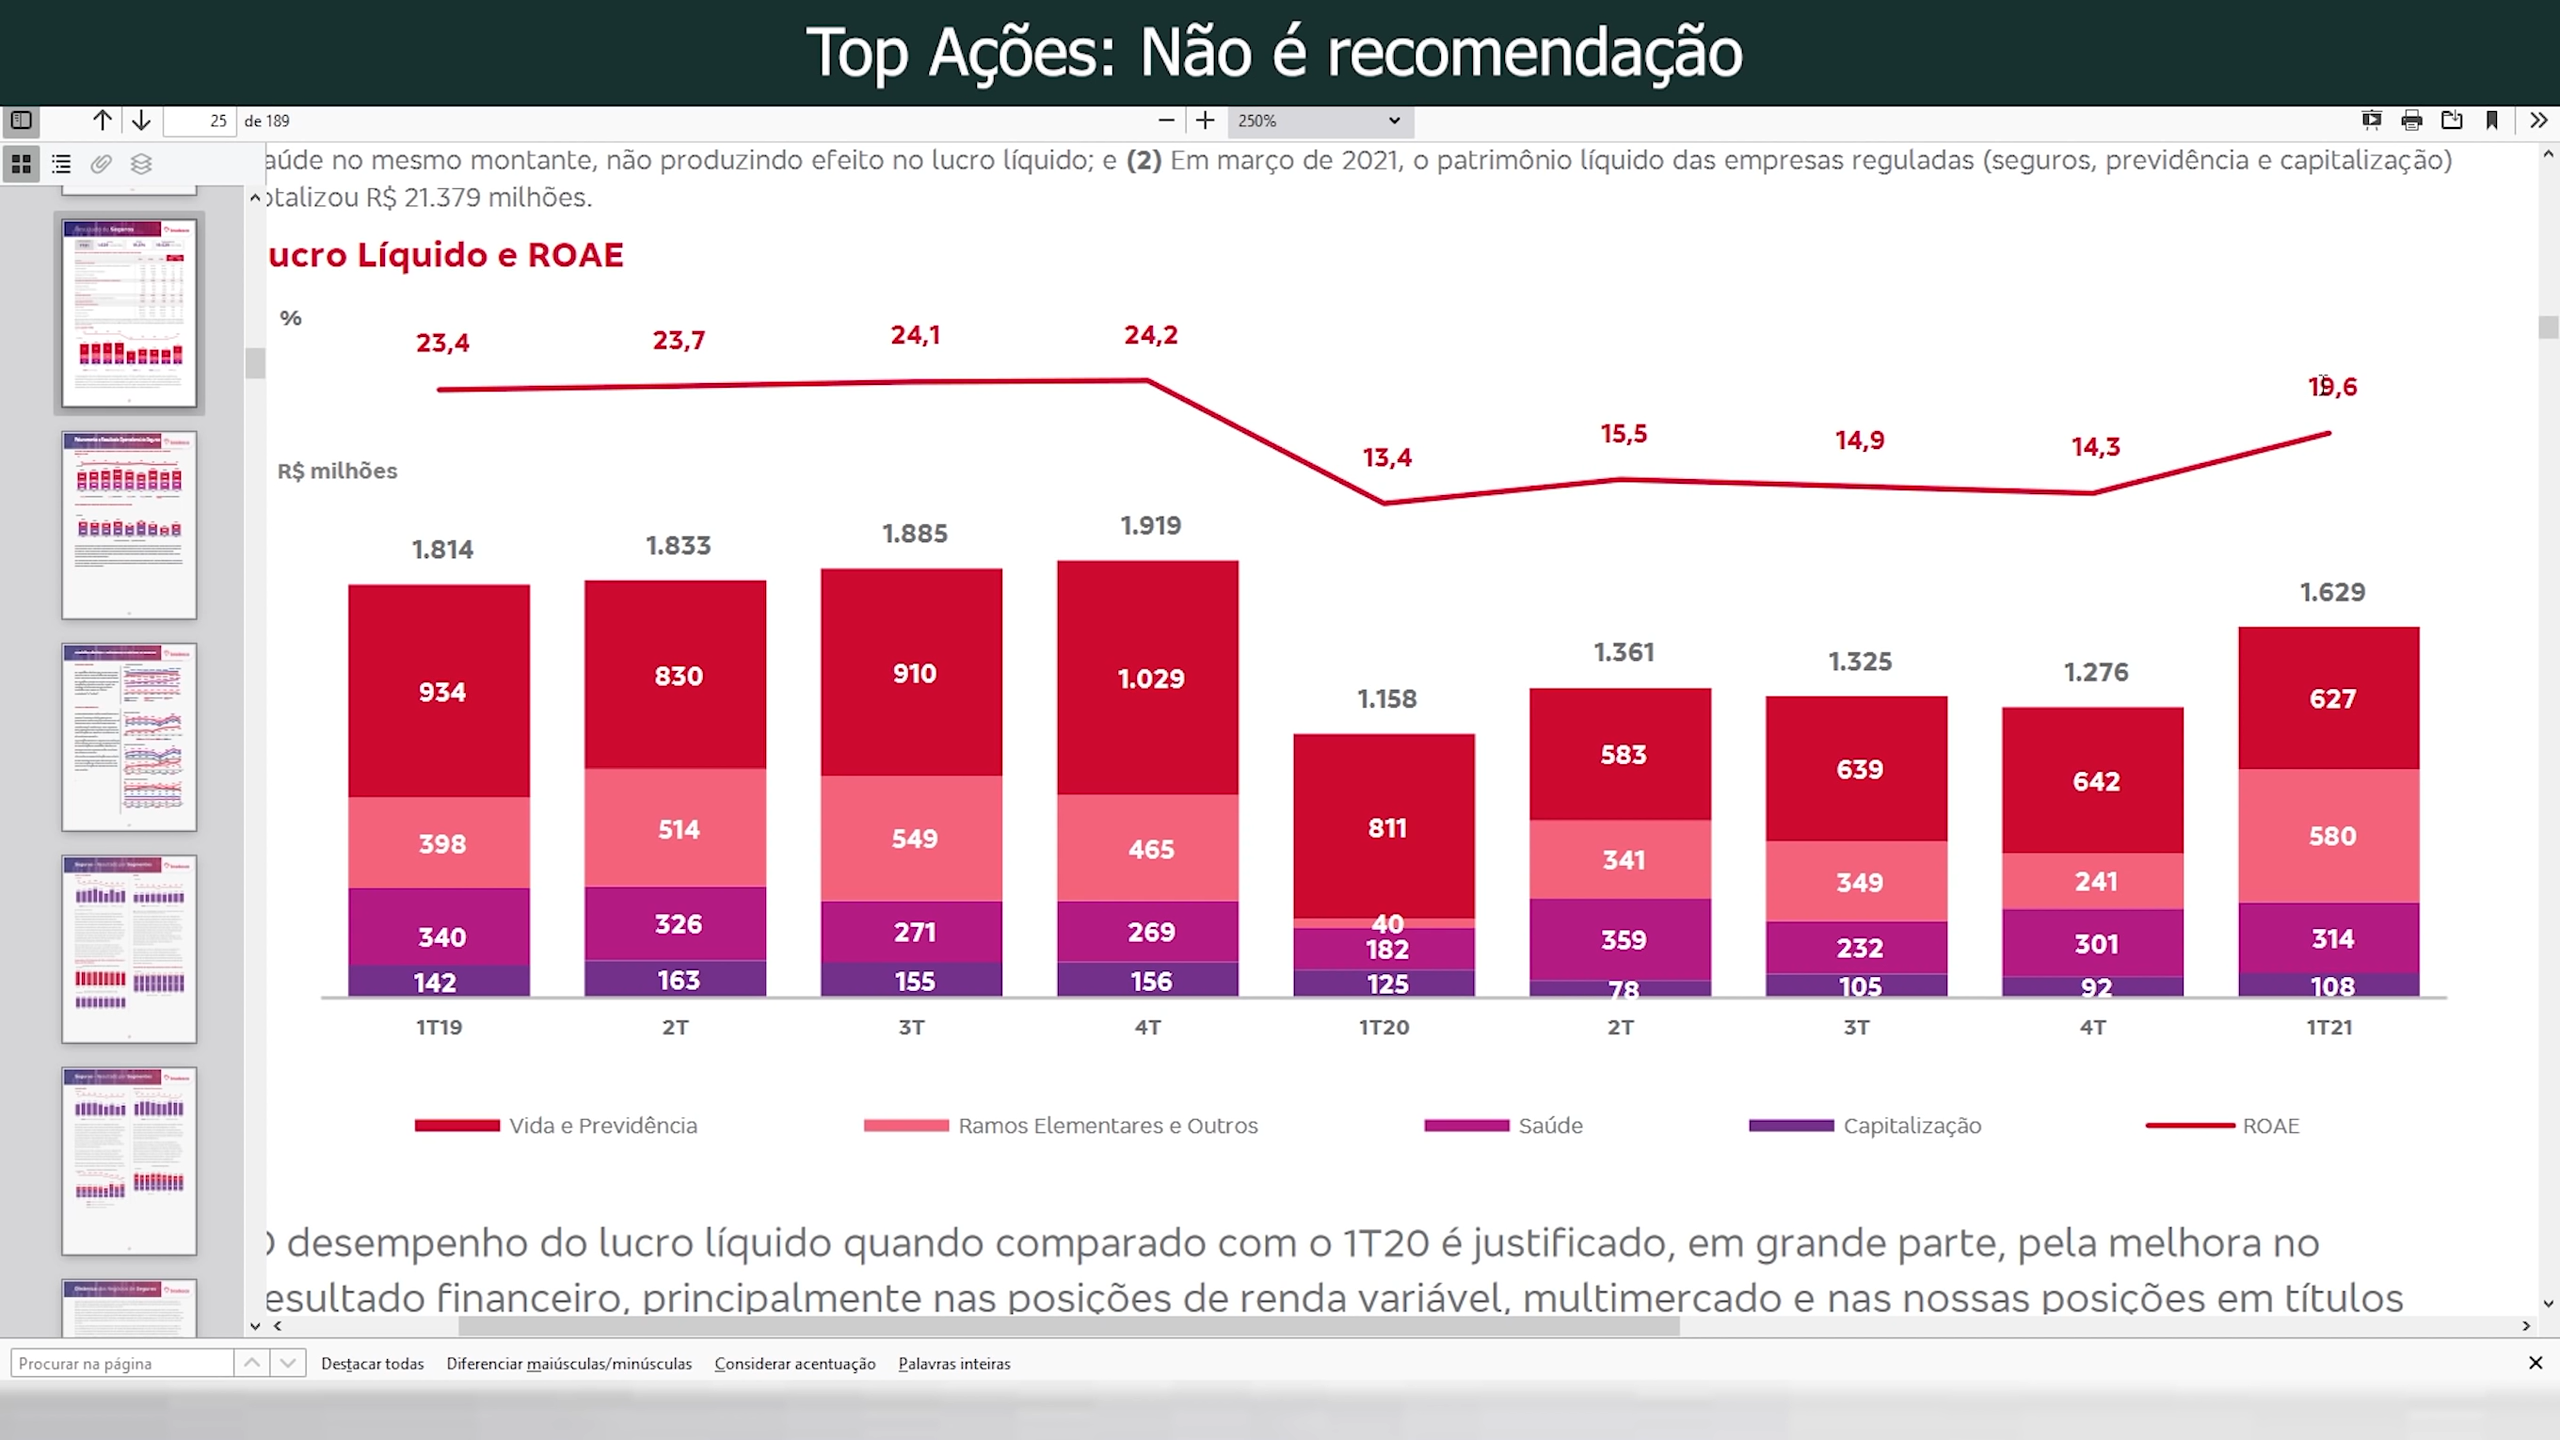 Top Ações: Não é recomendação
25 de 189
250%
aúde no mesmo montante, não produzindo efeito no lucro líquido; e (2) Em março de 2021, o patrimônio líquido das empresas reguladas (seguros, previdência e capitalização)
otalizou R$ 21.379 milhões.
ucro Líquido e ROAE
%
23,4 23,7 24,1 24,2 13,4 15,5 14,9 14,3 19,6
R$ milhões
1.814 1.833 1.885 1.919 1.158 1.361 1.325 1.276 1.629
934 830 910 1.029 811 583 639 642 627
398 514 549 465 40 341 349 241 580
340 326 271 269 182 359 232 301 314
142 163 155 156 125 78 105 92 108
1T19 2T 3T 4T 1T20 2T 3T 4T 1T21
Vida e Previdência Ramos Elementares e Outros Saúde Capitalização ROAE
O desempenho do lucro líquido quando comparado com o 1T20 é justificado, em grande parte, pela melhora no
esultado financeiro, principalmente nas posições de renda variável, multimercado e nas nossas posições em títulos
Procurar na página Destacar todas Diferenciar maiúsculas/minúsculas Considerar acentuação Palavras inteiras